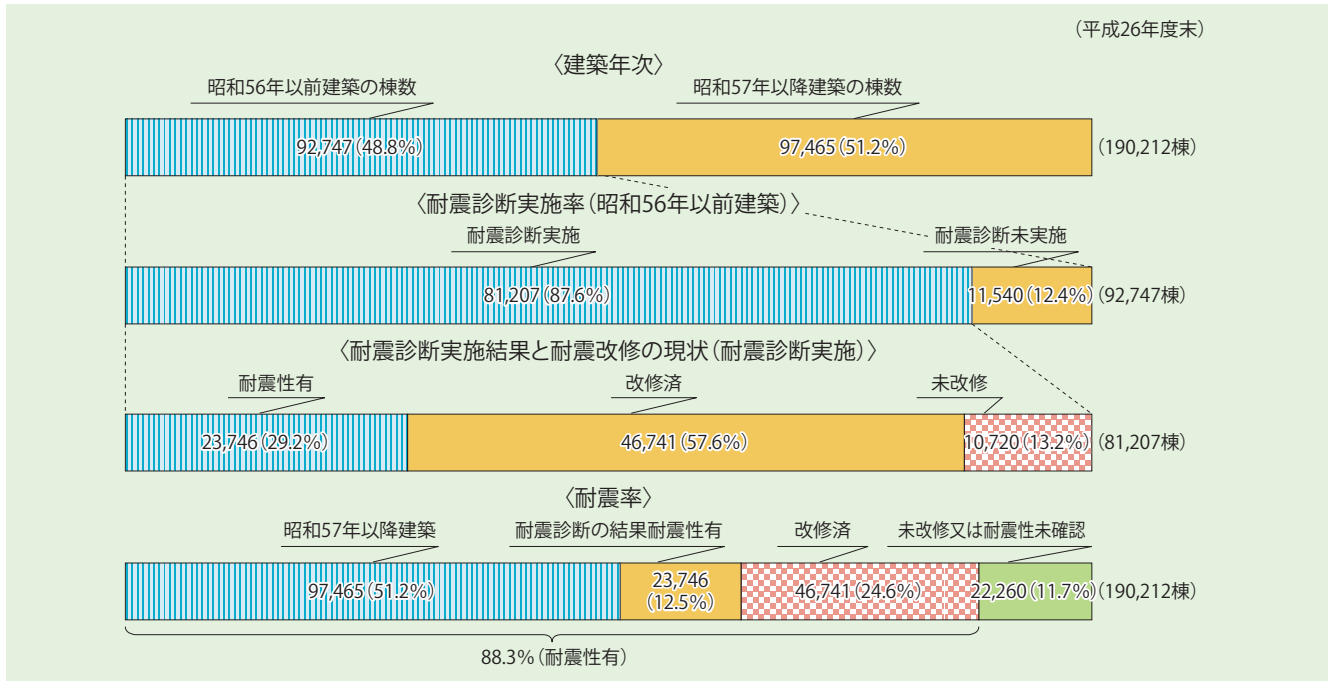 (平成26年度末)
〈建築年次〉
昭和56年以前建築の棟数
昭和57年以降建築の棟数
92,747(48.8%)
97,465(51.2%)
(190,212棟)
〈耐震診断実施率(昭和56年以前建築)〉
耐震診断実施
耐震診断未実施
81,207(87.6%)
11,540(12.4%)
(92,747棟)
〈耐震診断実施結果と耐震改修の現状(耐震診断実施)〉
耐震性有
改修済
未改修
23,746(29.2%)
46,741(57.6%)
10,720(13.2%)
(81,207棟)
〈耐震率〉
昭和57年以降建築
耐震診断の結果耐震性有
改修済
未改修又は耐震性未確認
97,465(51.2%)
23,746
(12.5%)
46,741(24.6%)
22,260(11.7%)
(190,212棟)
88.3%(耐震性有)